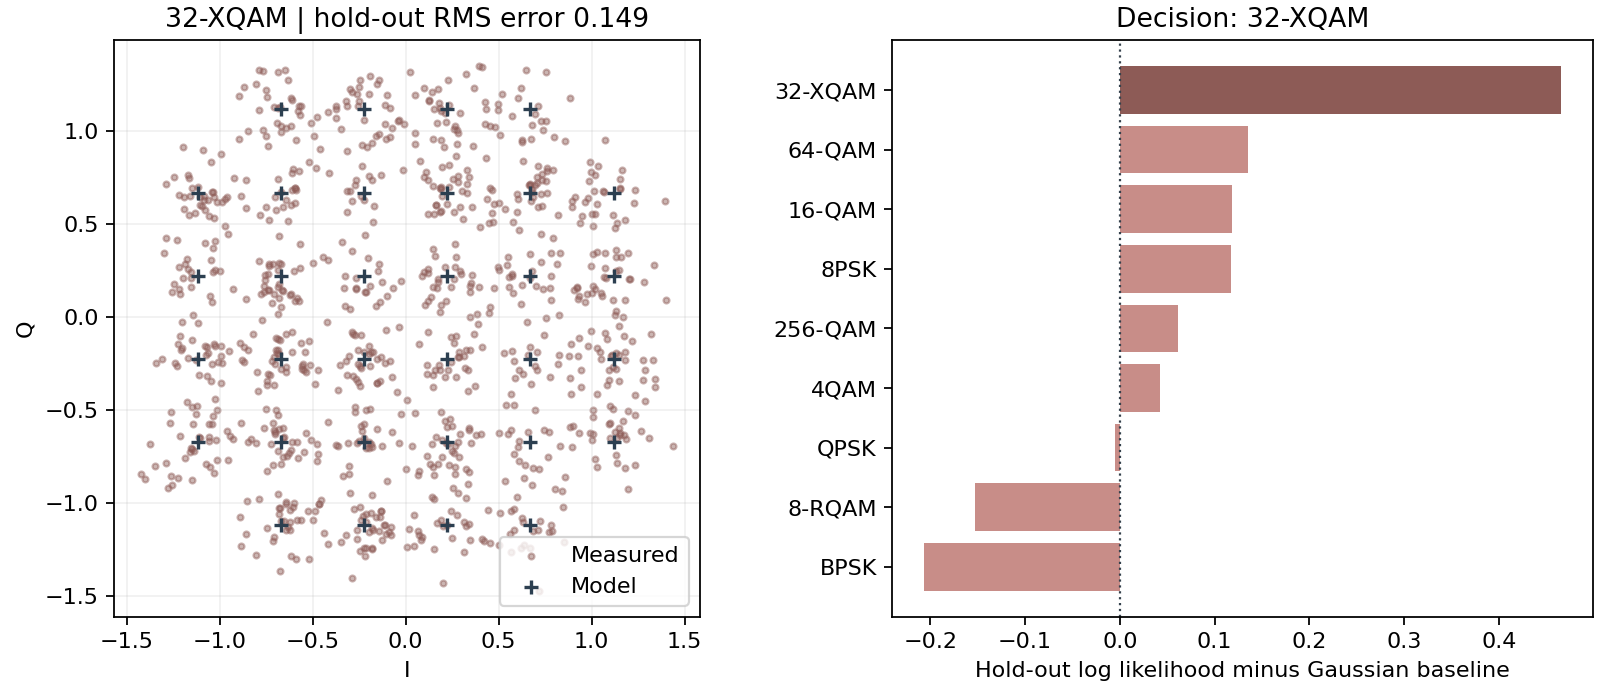 32-XQAM | hold-out RMS error 0.149
1.0
0.5
0.0
−0.5
−1.0
−1.5
Q
−1.5 −1.0 −0.5 0.0 0.5 1.0 1.5
I
Measured
Model
Decision: 32-XQAM
32-XQAM
64-QAM
16-QAM
8PSK
256-QAM
4QAM
QPSK
8-RQAM
BPSK
−0.2 −0.1 0.0 0.1 0.2 0.3 0.4
Hold-out log likelihood minus Gaussian baseline